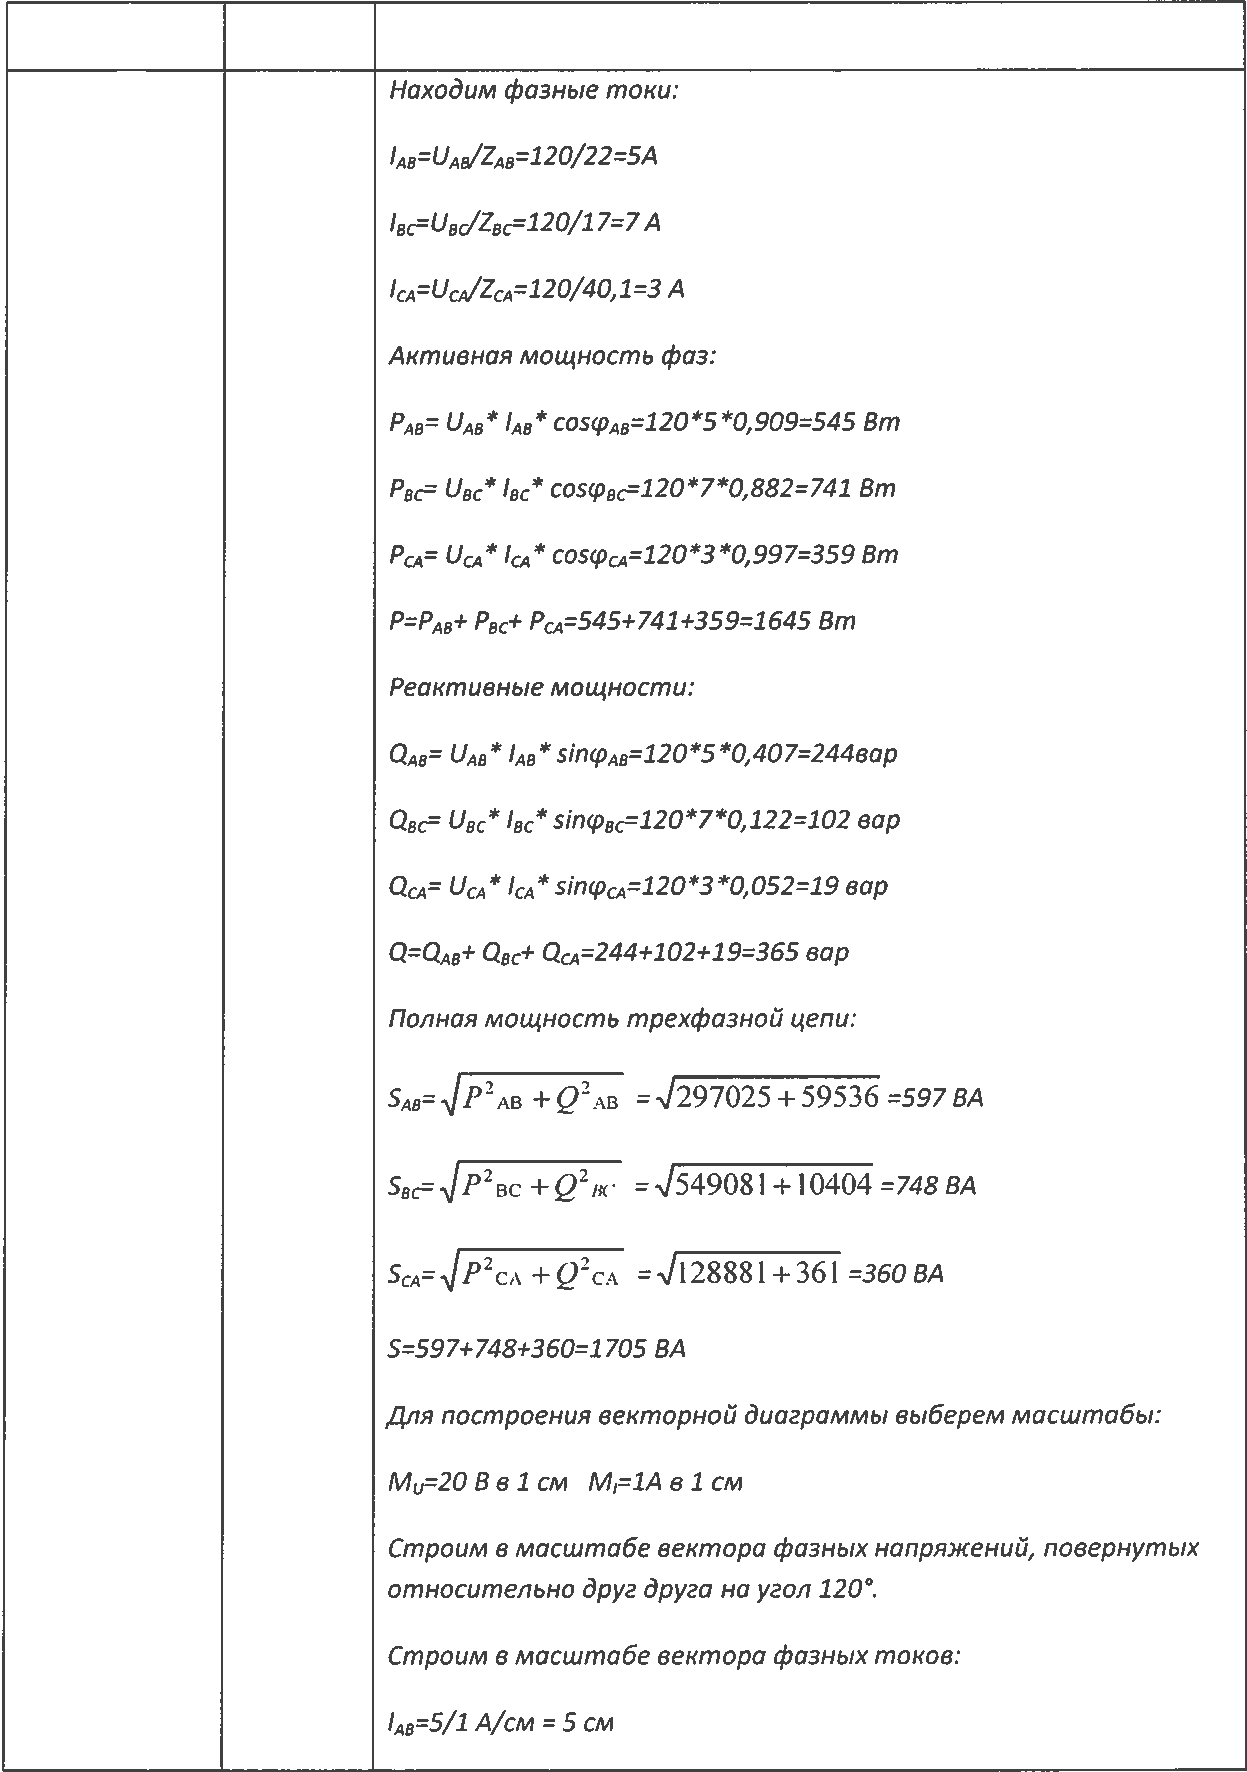 Находим фазные токи:
I_AB=U_AB/Z_AB=120/22=5А
I_BC=U_BC/Z_BC=120/17=7 А
I_CA=U_CA/Z_CA=120/40,1=3 А
Активная мощность фаз:
P_AB= U_AB* I_AB* cosφ_AB=120*5*0,909=545 Вт
P_BC= U_BC* I_BC* cosφ_BC=120*7*0,882=741 Вт
P_CA= U_CA* I_CA* cosφ_CA=120*3*0,997=359 Вт
P=P_AB+ P_BC+ P_CA=545+741+359=1645 Вт
Реактивные мощности:
Q_AB= U_AB* I_AB* sinφ_AB=120*5*0,407=244вар
Q_BC= U_BC* I_BC* sinφ_BC=120*7*0,122=102 вар
Q_CA= U_CA* I_CA* sinφ_CA=120*3*0,052=19 вар
Q=Q_AB+ Q_BC+ Q_CA=244+102+19=365 вар
Полная мощность трехфазной цепи:
S_AB=√(P²_AB + Q²_AB) =√(297025+59536) =597 ВА
S_BC=√(P²_BC + Q²_BC) =√(549081+10404) =748 ВА
S_CA=√(P²_CA + Q²_CA) =√(128881+361) =360 ВА
S=597+748+360=1705 ВА
Для построения векторной диаграммы выберем масштабы:
M_U=20 В в 1 см M_I=1А в 1 см
Строим в масштабе вектора фазных напряжений, повернутых
относительно друг друга на угол 120°.
Строим в масштабе вектора фазных токов:
I_AB=5/1 А/см = 5 см